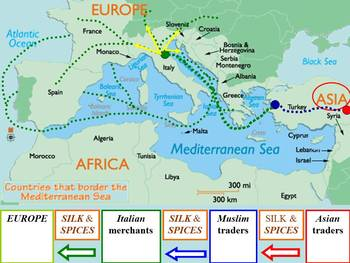 EUROPE
Slovenia
Croatia
Atlantic
Ocean
France
Bosnia &
Herzegovina
Monaco
Serbia
Montenegro
Black Sea
Italy
Albania
Spain
Tyrrhenian
Sea
Greece
Turkey
ASIA
Syria
Malta
Cyprus
Lebanon
Israel
Morocco
Algeria
Tunisia
Mediterranean Sea
AFRICA
Libya
Egypt
Countries that border the
Mediterranean Sea
300 mi
300 km
EUROPE
SILK &
SPICES
Italian
merchants
SILK &
SPICES
Muslim
traders
SILK &
SPICES
Asian
traders